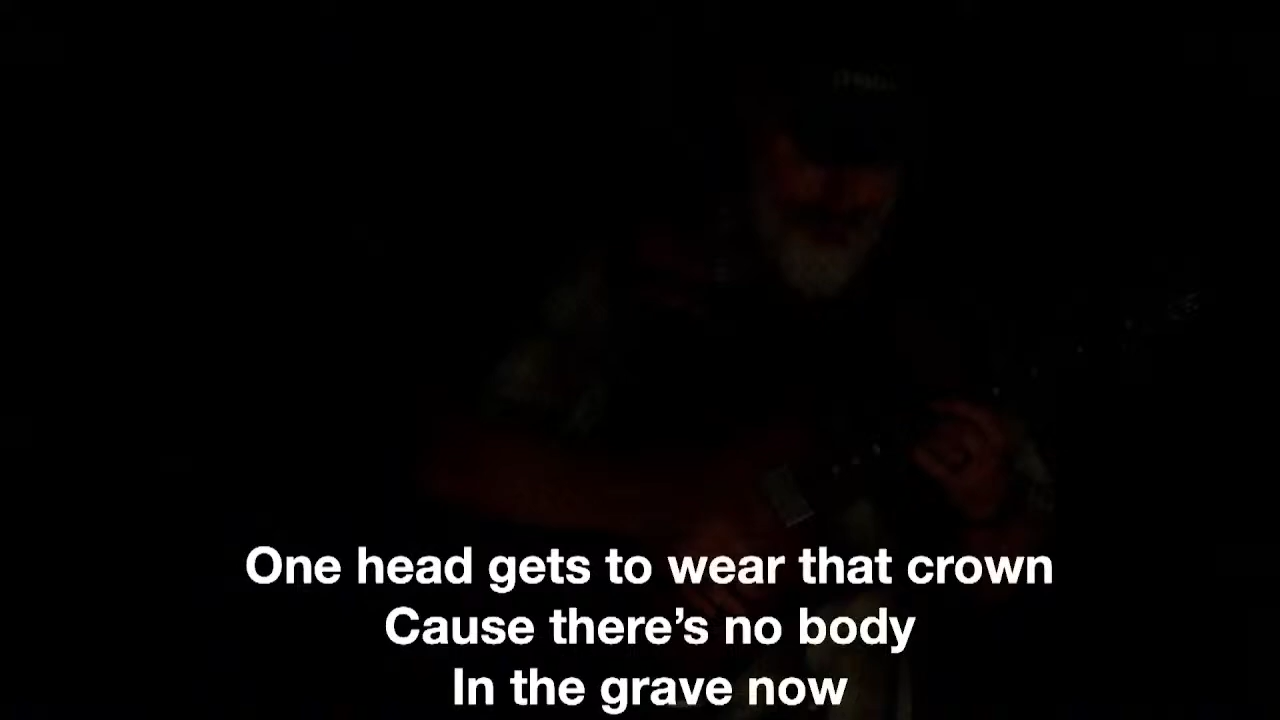 One head gets to wear that crown
Cause there’s no body
In the grave now